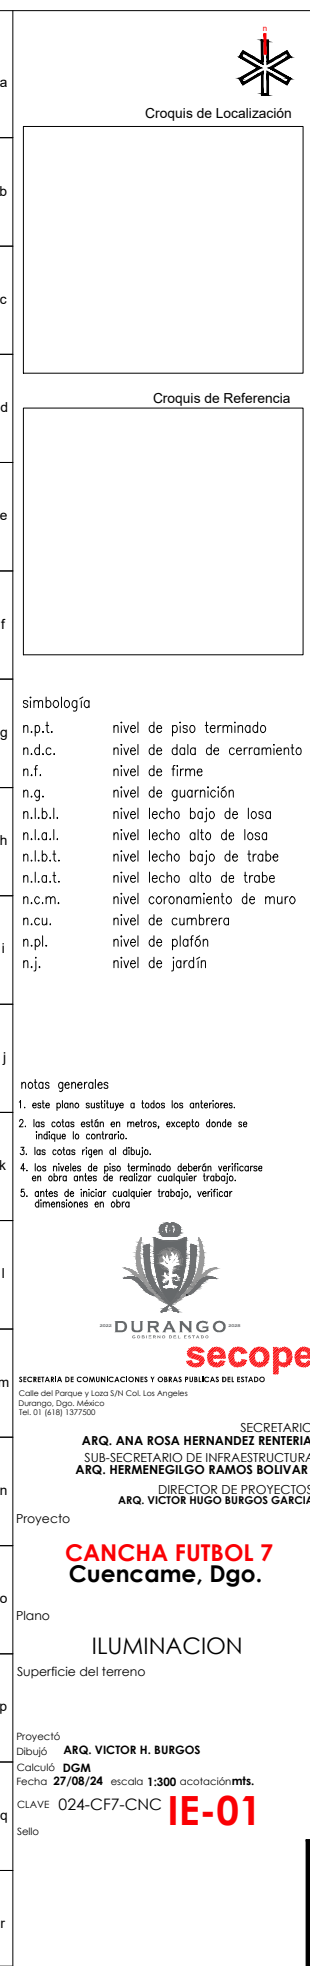 n
a
Croquis de Localización
b
c
d
Croquis de Referencia
e
f
simbología
g
n.p.t. nivel de piso terminado
n.d.c. nivel de dala de cerramiento
n.f. nivel de firme
n.g. nivel de guarnición
n.l.b.l. nivel lecho bajo de losa
h
n.l.a.l. nivel lecho alto de losa
n.l.b.t. nivel lecho bajo de trabe
n.l.a.t. nivel lecho alto de trabe
n.c.m. nivel coronamiento de muro
n.cu. nivel de cumbrera
i
n.pl. nivel de plafón
n.j. nivel de jardín
j
notas generales
1. este plano sustituye a todos los anteriores.
2. las cotas están en metros, excepto donde se
indique lo contrario.
3. las cotas rigen al dibujo.
k
4. los niveles de piso terminado deberán verificarse
en obra antes de realizar cualquier trabajo.
5. antes de iniciar cualquier trabajo, verificar
dimensiones en obra
l
DURANGO
GOBIERNO DEL ESTADO
secope
m
SECRETARÍA DE COMUNICACIONES Y OBRAS PUBLICAS DEL ESTADO
Calle del Parque y Loza S/N Col. Los Angeles
Durango, Dgo. México
Tel. 01 (618) 1377500
SECRETARIO
ARQ. ANA ROSA HERNANDEZ RENTERIA
SUB-SECRETARIO DE INFRAESTRUCTURA
ARQ. HERMENEGILGO RAMOS BOLIVAR
n
DIRECTOR DE PROYECTOS
ARQ. VICTOR HUGO BURGOS GARCIA
Proyecto
CANCHA FUTBOL 7
Cuencame, Dgo.
o
Plano
ILUMINACION
Superficie del terreno
p
Proyectó
Dibujó ARQ. VICTOR H. BURGOS
Calculó DGM
Fecha 27/08/24 escala 1:300 acotación mts.
CLAVE 024-CF7-CNC IE-01
q
Sello
r